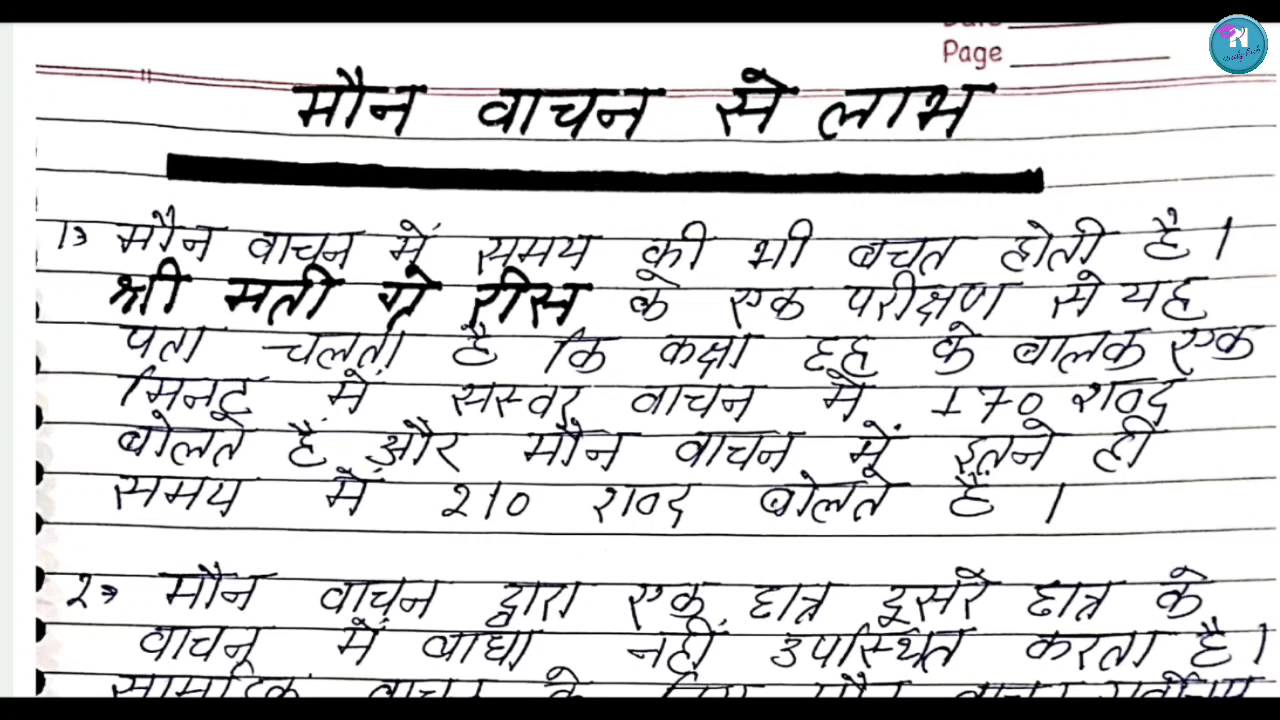 Page
मौन वाचन से लाभ
1⇒ मौन वाचन में समय की भी बचत होती है।
श्री मती ग्रे रीस के एक परीक्षण से यह
पता चलता है कि कक्षा छह के बालक एक
मिनट में सस्वर वाचन में 170 शब्द
बोलते हैं और मौन वाचन में इतने ही
समय में 210 शब्द बोलते हैं।
2⇒ मौन वाचन द्वारा एक छात्र दूसरे छात्र के
वाचन में बाधा नहीं उपस्थित करता है।